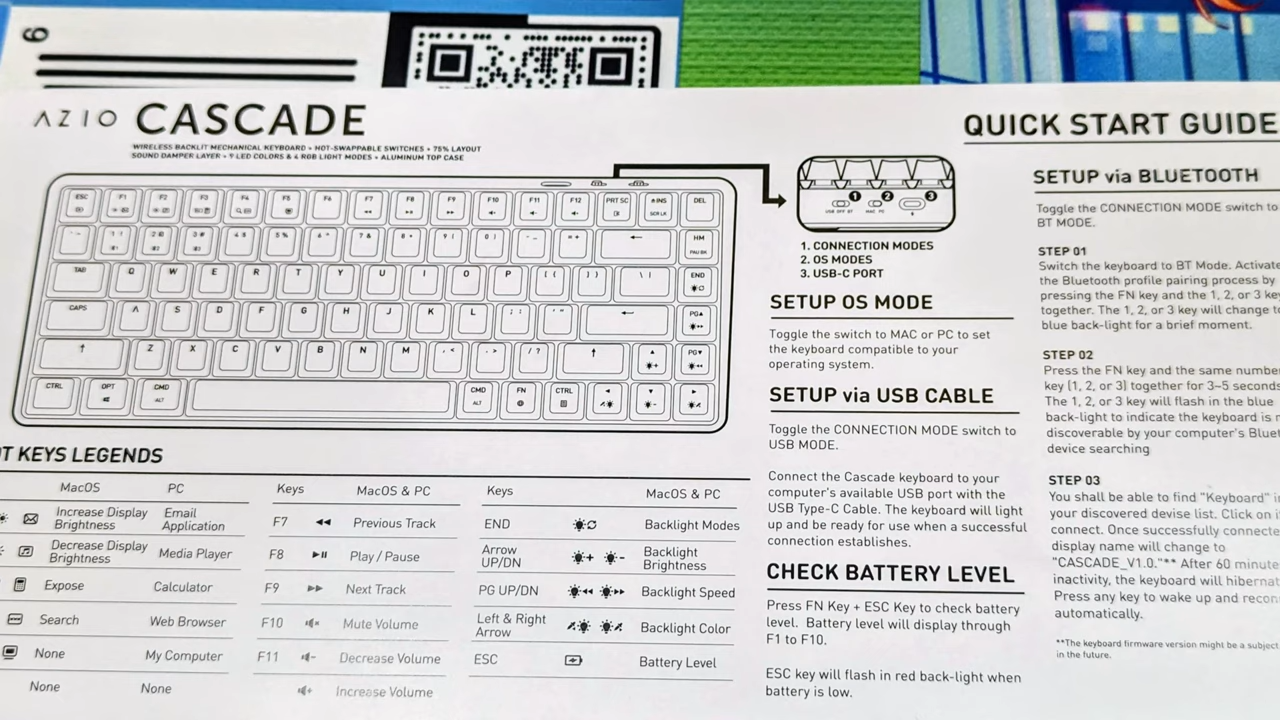 6
AZIO CASCADE
WIRELESS BACKLIT MECHANICAL KEYBOARD • HOT-SWAPPABLE SWITCHES • 75% LAYOUT
SOUND DAMPER LAYER • 9 LED COLORS & 4 RGB LIGHT MODES • ALUMINUM TOP CASE
ESC F1 F2 F3 F4 F5 F6 F7 F8 F9 F10 F11 F12 PRT SC INS DEL
SCR LK
HM
PAU BK
TAB Q W E R T Y U I O P [ { ] } \ | END
CAPS A S D F G H J K L ; : ' " PG▲
Z X C V B N M , < . > / ? PG▼
CTRL OPT CMD CMD FN CTRL
ALT ALT
1 2 3
USB OFF BT MAC PC
1. CONNECTION MODES
2. OS MODES
3. USB-C PORT
SETUP OS MODE
Toggle the switch to MAC or PC to set
the keyboard compatible to your
operating system.
SETUP via USB CABLE
Toggle the CONNECTION MODE switch to
USB MODE.
Connect the Cascade keyboard to your
computer's available USB port with the
USB Type-C Cable. The keyboard will light
up and be ready for use when a successful
connection establishes.
CHECK BATTERY LEVEL
Press FN Key + ESC Key to check battery
level. Battery level will display through
F1 to F10.
ESC key will flash in red back-light when
battery is low.
QUICK START GUIDE
SETUP via BLUETOOTH
Toggle the CONNECTION MODE switch to
BT MODE.
STEP 01
Switch the keyboard to BT Mode. Activate
the Bluetooth profile pairing process by
pressing the FN key and the 1, 2, or 3 key
together. The 1, 2, or 3 key will change to
blue back-light for a brief moment.
STEP 02
Press the FN key and the same number
key (1, 2, or 3) together for 3–5 seconds
The 1, 2, or 3 key will flash in the blue
back-light to indicate the keyboard is
discoverable by your computer's
device searching
STEP 03
You shall be able to find "Keyboard"
your discovered devise list. Click on
connect. Once successfully
display name will change to
"CASCADE_V1.0."** After 60
inactivity, the keyboard will
Press any key to wake up and
automatically.
**The keyboard firmware version might be a
in the future.
KEYS LEGENDS
MacOS PC
Increase Display Email
Brightness Application
Decrease Display Media Player
Brightness
Expose Calculator
Search Web Browser
None My Computer
None None
Keys MacOS & PC
F7 Previous Track
F8 Play / Pause
F9 Next Track
F10 Mute Volume
F11 Decrease Volume
Increase Volume
Keys MacOS & PC
END Backlight Modes
Arrow Backlight
UP/DN Brightness
PG UP/DN Backlight Speed
Left & Right Backlight Color
Arrow
ESC Battery Level